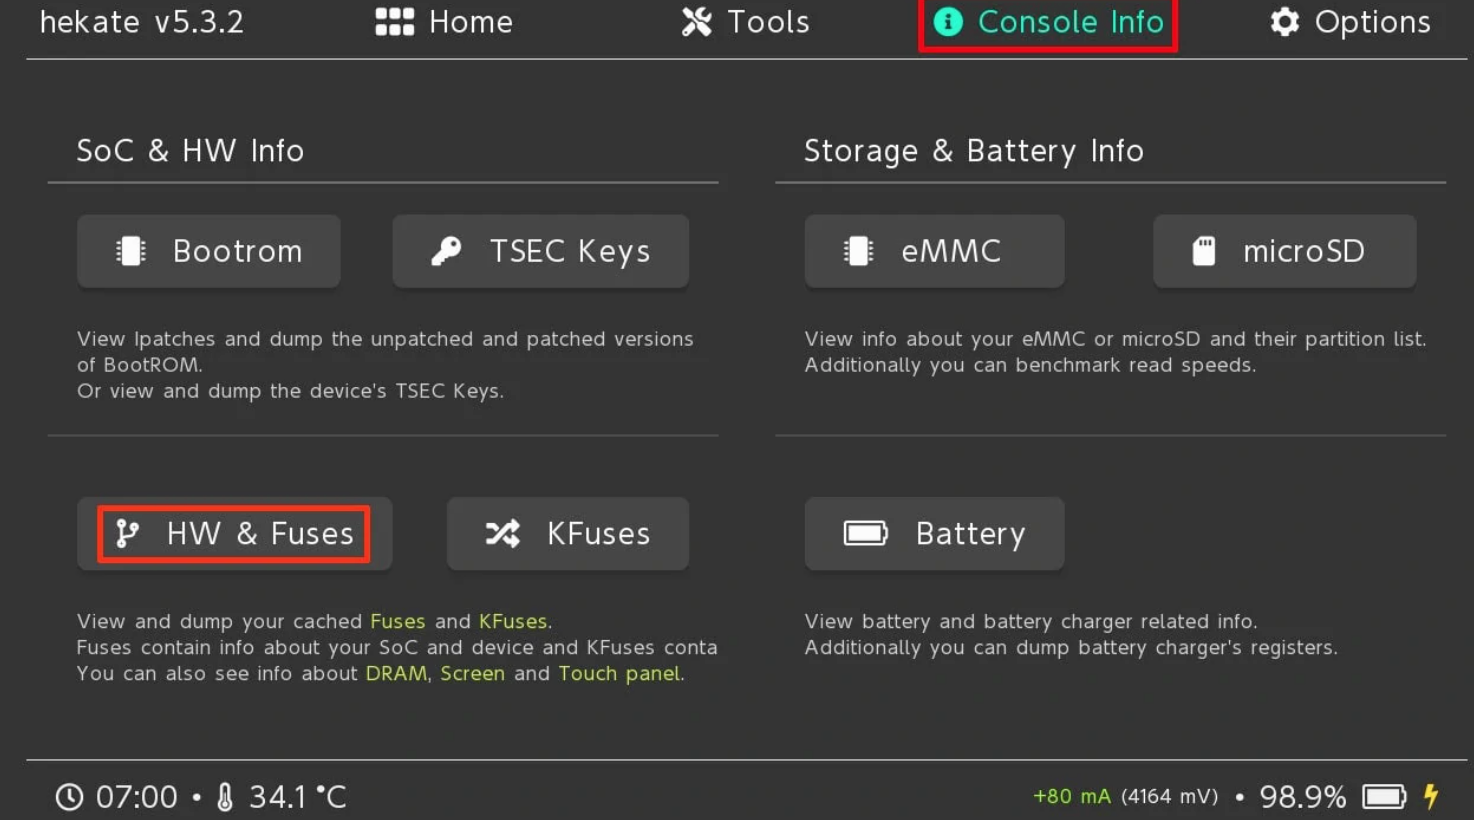 hekate v5.3.2 Home Tools Console Info Options
SoC & HW Info
Bootrom TSEC Keys
View Ipatches and dump the unpatched and patched versions
of BootROM.
Or view and dump the device's TSEC Keys.
HW & Fuses KFuses
View and dump your cached Fuses and KFuses.
Fuses contain info about your SoC and device and KFuses conta
You can also see info about DRAM, Screen and Touch panel.
Storage & Battery Info
eMMC microSD
View info about your eMMC or microSD and their partition list.
Additionally you can benchmark read speeds.
Battery
View battery and battery charger related info.
Additionally you can dump battery charger's registers.
07:00 • 34.1 °C +80 mA (4164 mV) • 98.9%